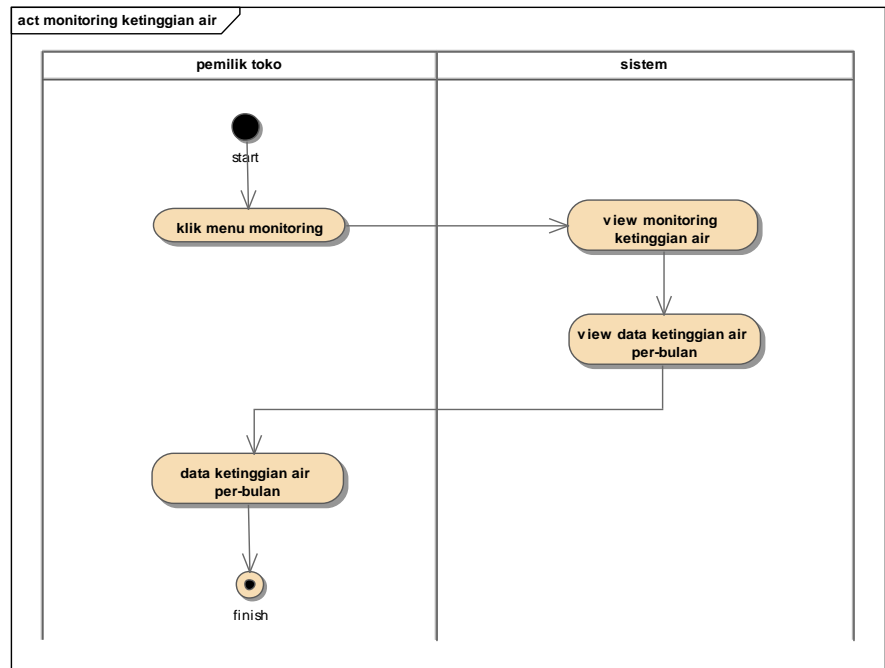 act monitoring ketinggian air
pemilik toko
sistem
start
klik menu monitoring
view monitoring
ketinggian air
view data ketinggian air
per-bulan
data ketinggian air
per-bulan
finish